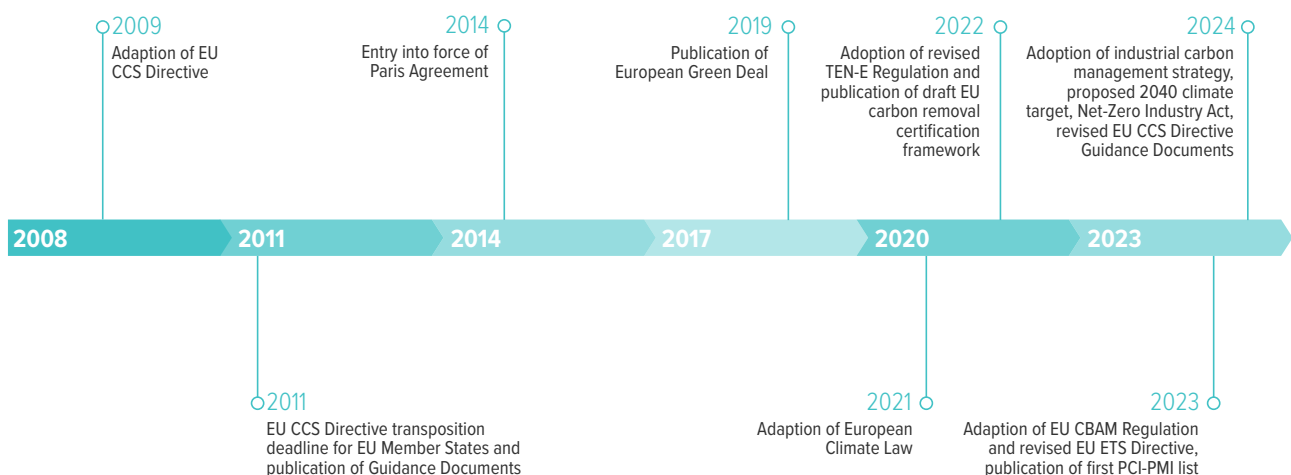 2009
Adaption of EU
CCS Directive
2014
Entry into force of
Paris Agreement
2019
Publication of
European Green Deal
2022
Adoption of revised
TEN-E Regulation and
publication of draft EU
carbon removal
certification
framework
2024
Adoption of industrial carbon
management strategy,
proposed 2040 climate
target, Net-Zero Industry Act,
revised EU CCS Directive
Guidance Documents
2008
2011
2014
2017
2020
2023
2011
EU CCS Directive transposition
deadline for EU Member States and
publication of Guidance Documents
2021
Adaption of European
Climate Law
2023
Adaption of EU CBAM Regulation
and revised EU ETS Directive,
publication of first PCI-PMI list